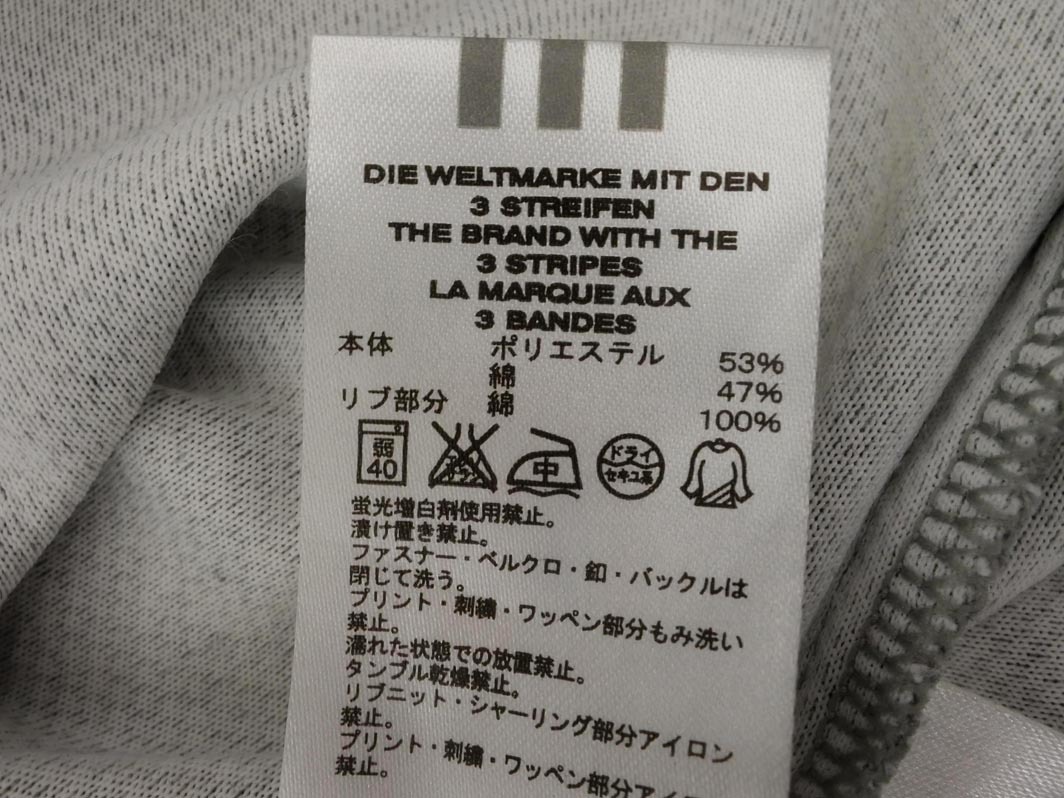 DIE WELTMARKE MIT DEN
3 STREIFEN
THE BRAND WITH THE
3 STRIPES
LA MARQUE AUX
3 BANDES
本体 ポリエステル 53%
綿 47%
リブ部分 綿 100%
弱 40 エンソ サラシ 中 ドライ セキユ系
蛍光増白剤使用禁止。
漬け置き禁止。
ファスナー・ベルクロ・釦・バックルは
閉じて洗う。
プリント・刺繍・ワッペン部分もみ洗い
禁止。
濡れた状態での放置禁止。
タンブル乾燥禁止。
リブニット・シャーリング部分アイロン
禁止。
プリント・刺繍・ワッペン部分アイロン
禁止。